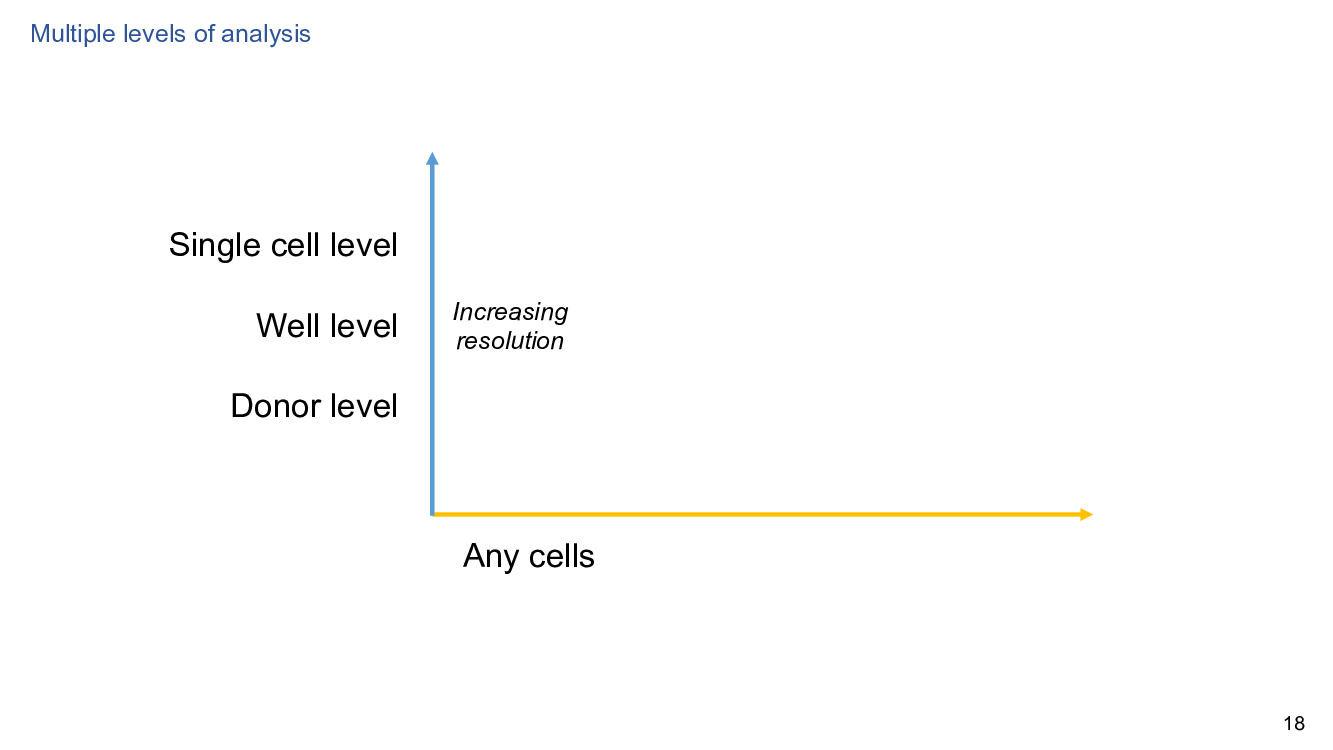 Multiple levels of analysis
Single cell level
Well level
Increasing
resolution
Donor level
Any cells
18